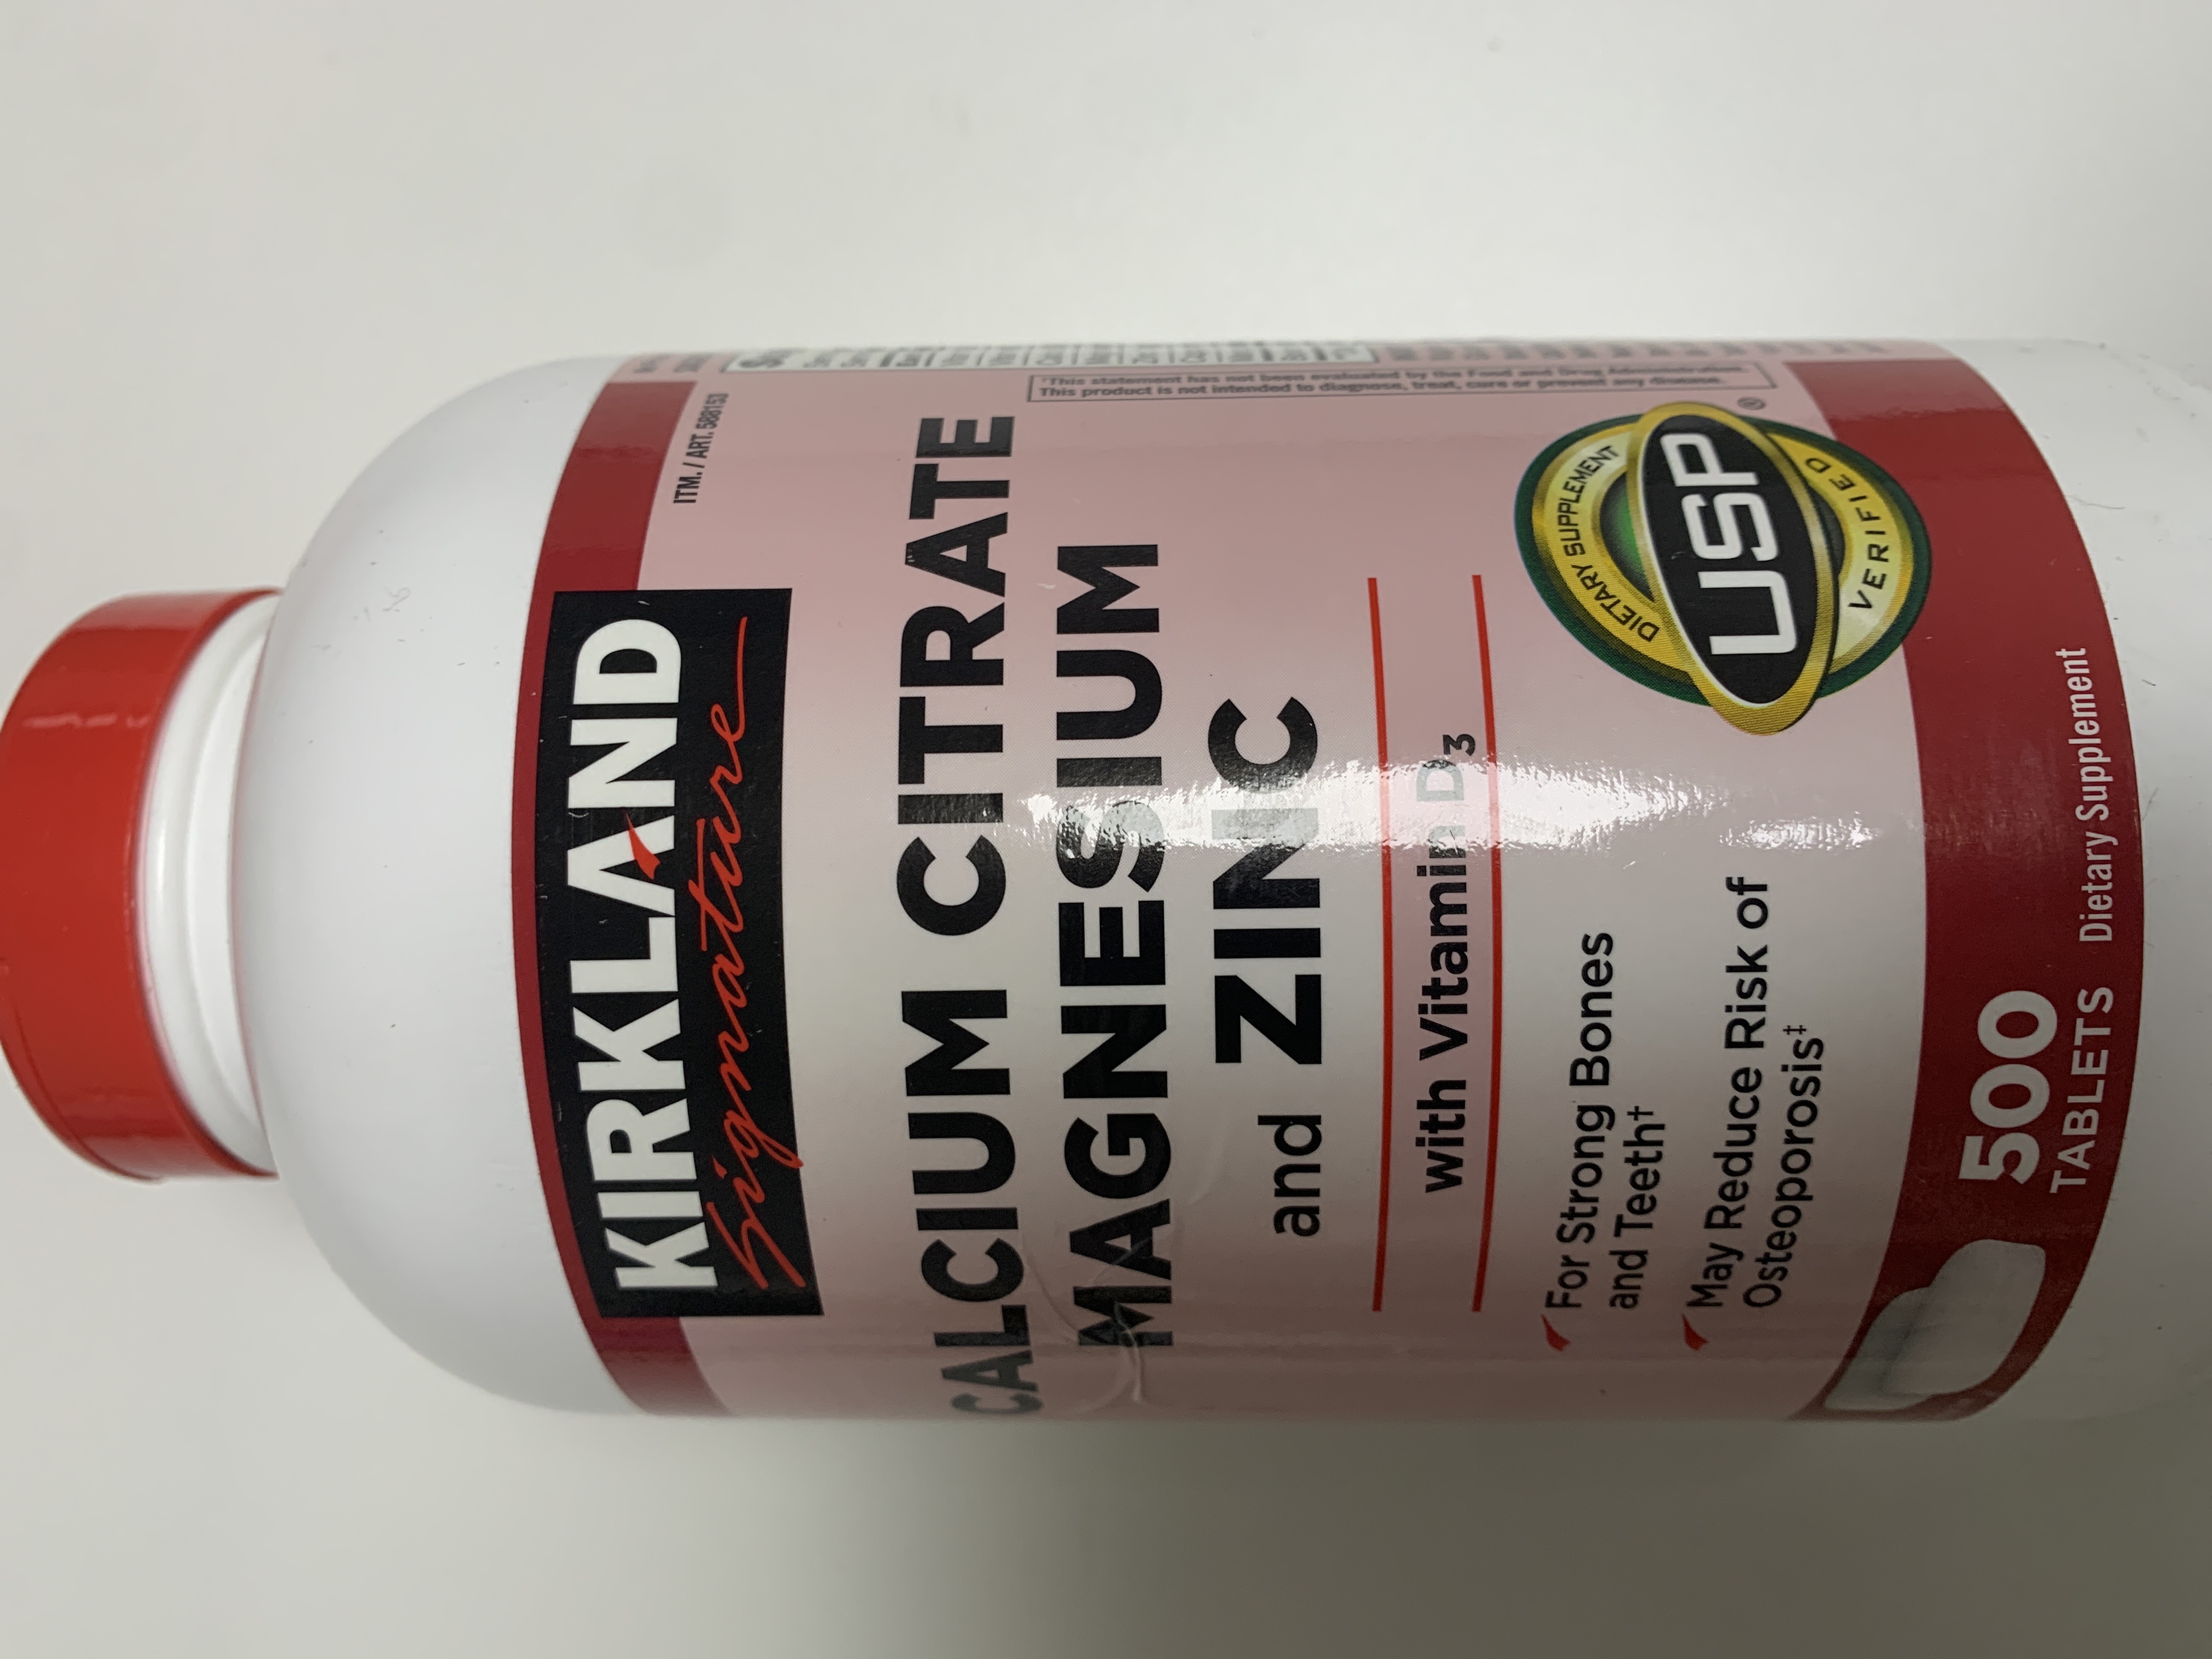 ITM. / ART. 588153
KIRKLAND
Signature
CALCIUM CITRATE
MAGNESIUM
and ZINC
with Vitamin D3
For Strong Bones
and Teeth†
May Reduce Risk of
Osteoporosis‡
DIETARY SUPPLEMENT
USP
VERIFIED
®
500
TABLETS Dietary Supplement
†This statement has not been evaluated by the Food and Drug Administration.
This product is not intended to diagnose, treat, cure or prevent any disease.